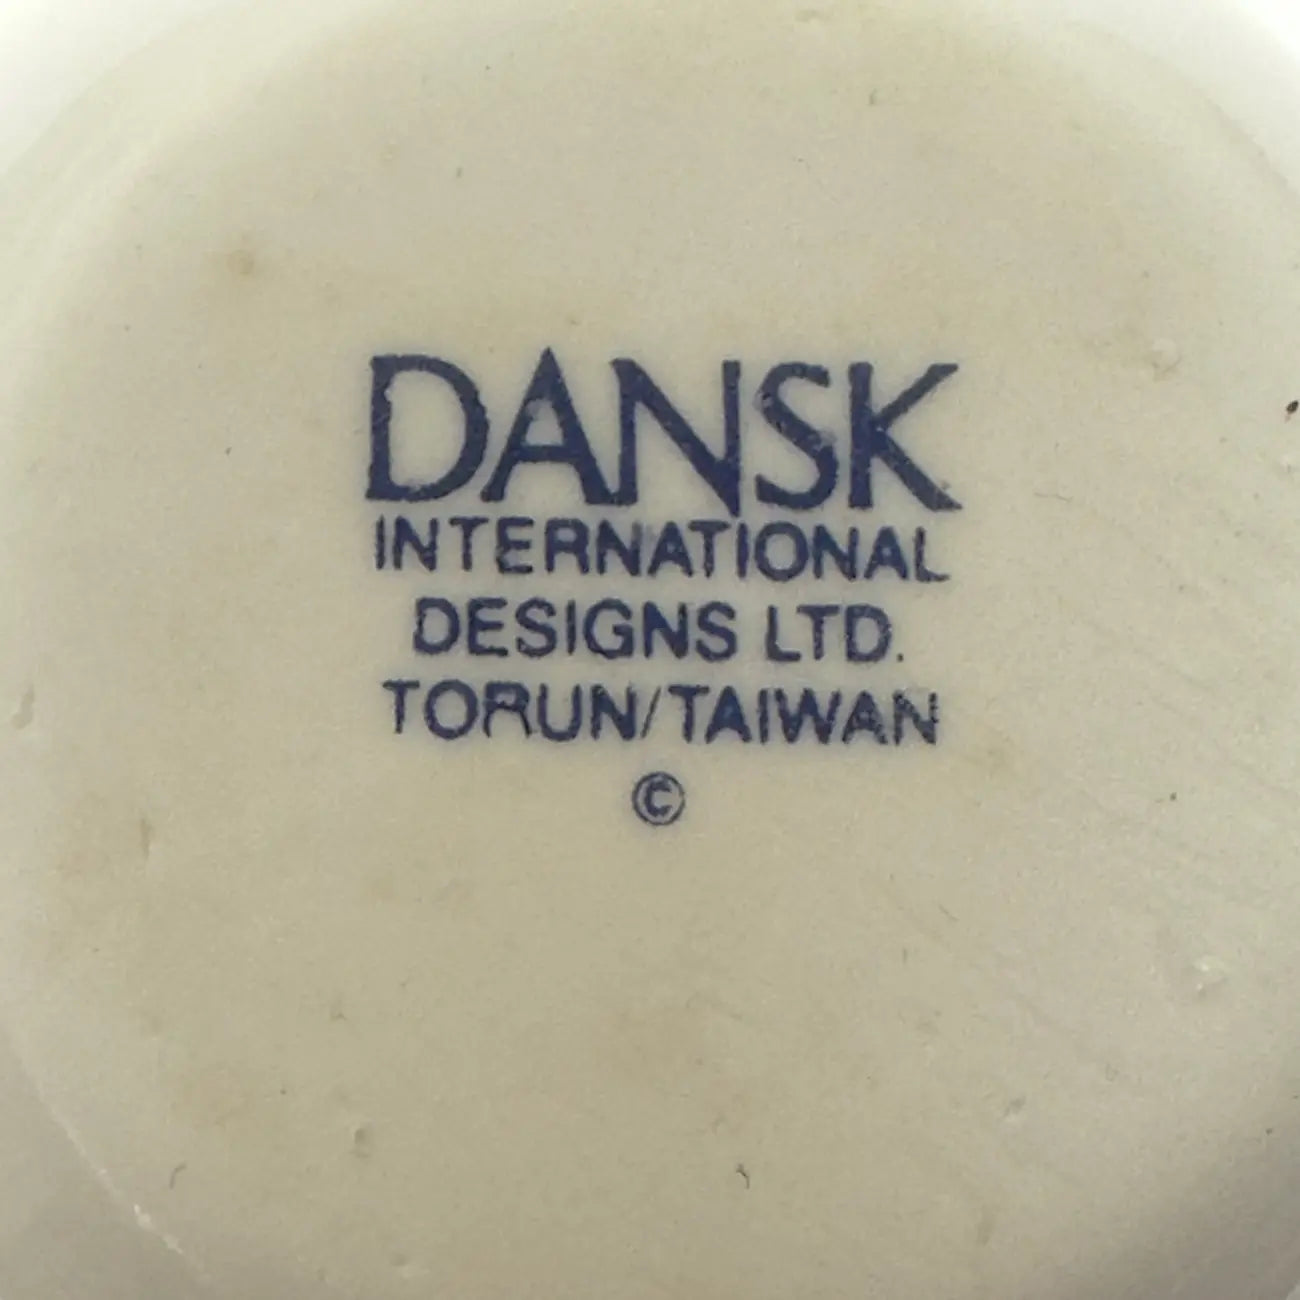 DANSK
INTERNATIONAL
DESIGNS LTD.
TORUN/TAIWAN
©